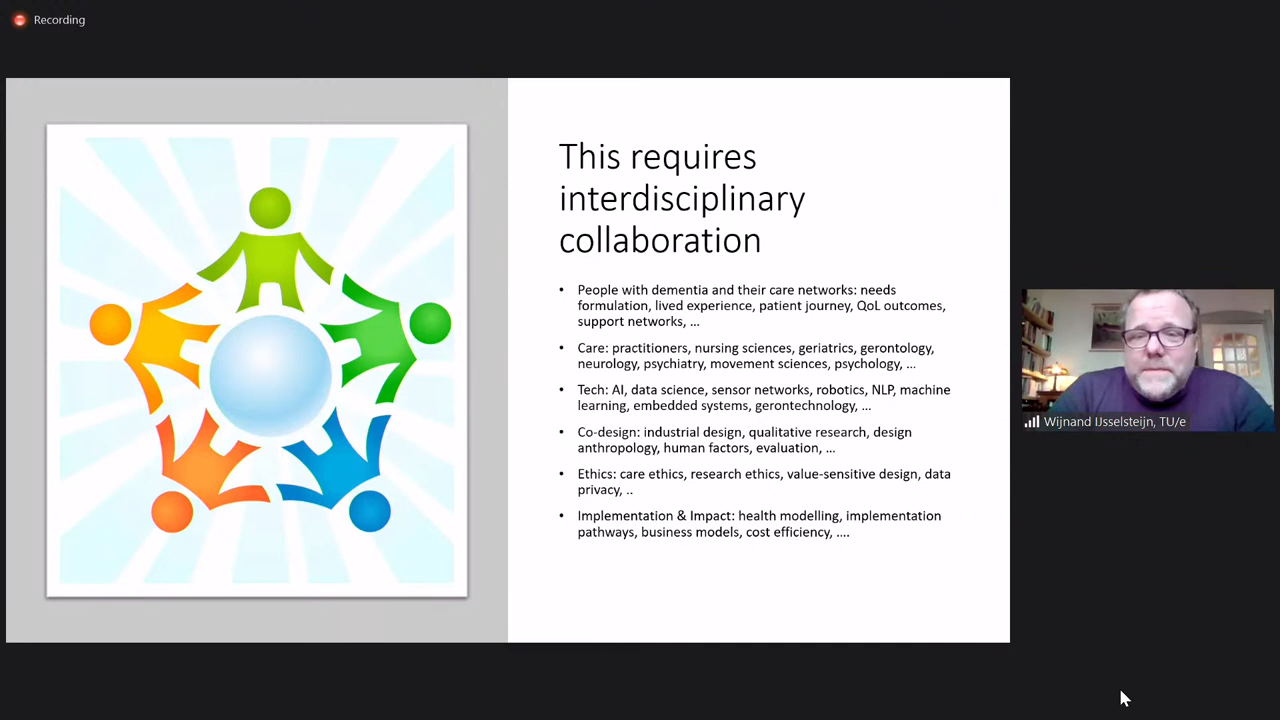 Recording
This requires
interdisciplinary
collaboration
• People with dementia and their care networks: needs
formulation, lived experience, patient journey, QoL outcomes,
support networks, ...
• Care: practitioners, nursing sciences, geriatrics, gerontology,
neurology, psychiatry, movement sciences, psychology, ...
• Tech: AI, data science, sensor networks, robotics, NLP, machine
learning, embedded systems, gerontechnology, ...
• Co-design: industrial design, qualitative research, design
anthropology, human factors, evaluation, ...
• Ethics: care ethics, research ethics, value-sensitive design, data
privacy, ..
• Implementation & Impact: health modelling, implementation
pathways, business models, cost efficiency, ....
Wijnand IJsselsteijn, TU/e